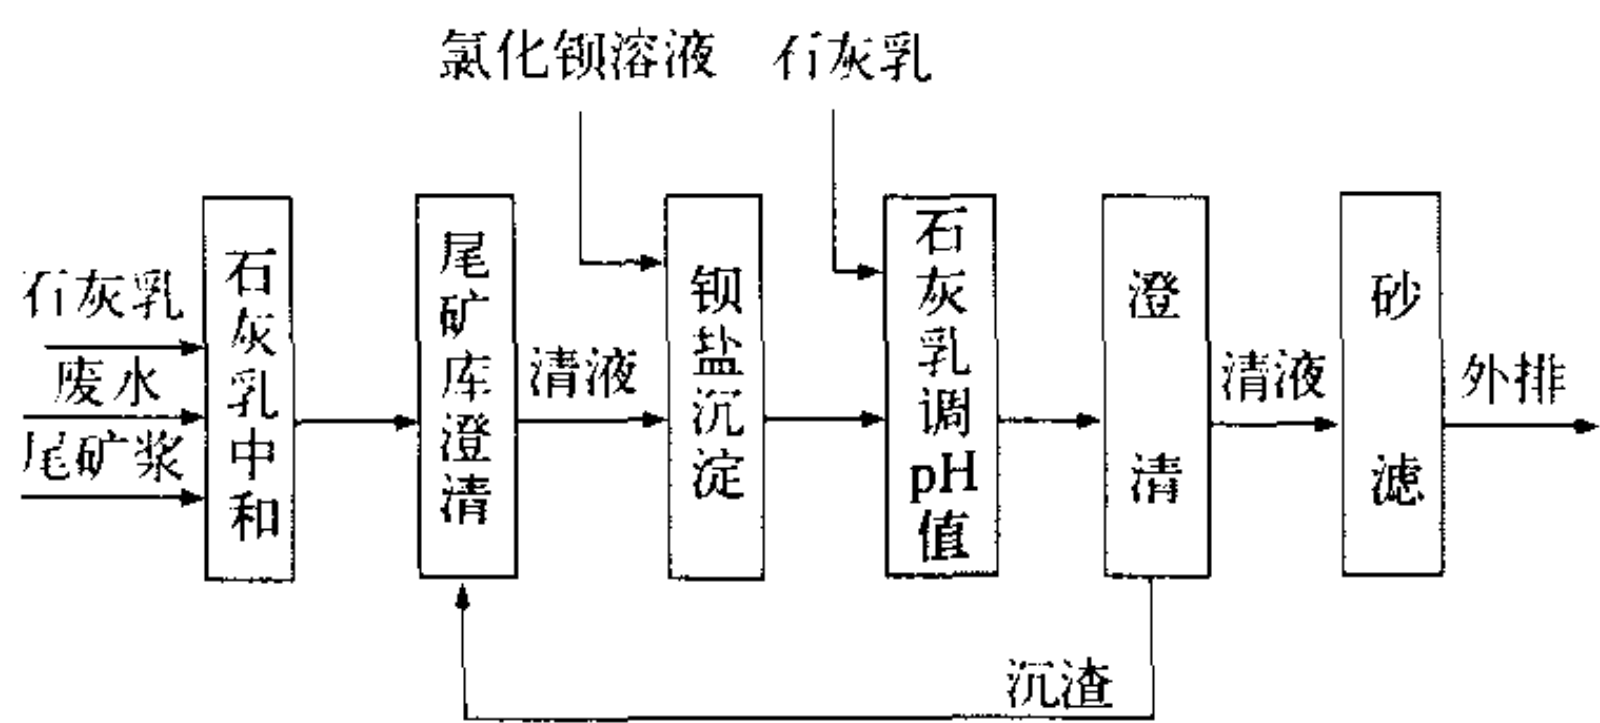 氯化钡溶液
石灰乳
石灰乳
废水
尾矿浆
石灰乳中和
尾矿库澄清
清液
钡盐沉淀
石灰乳调pH值
澄清
清液
砂滤
外排
沉渣